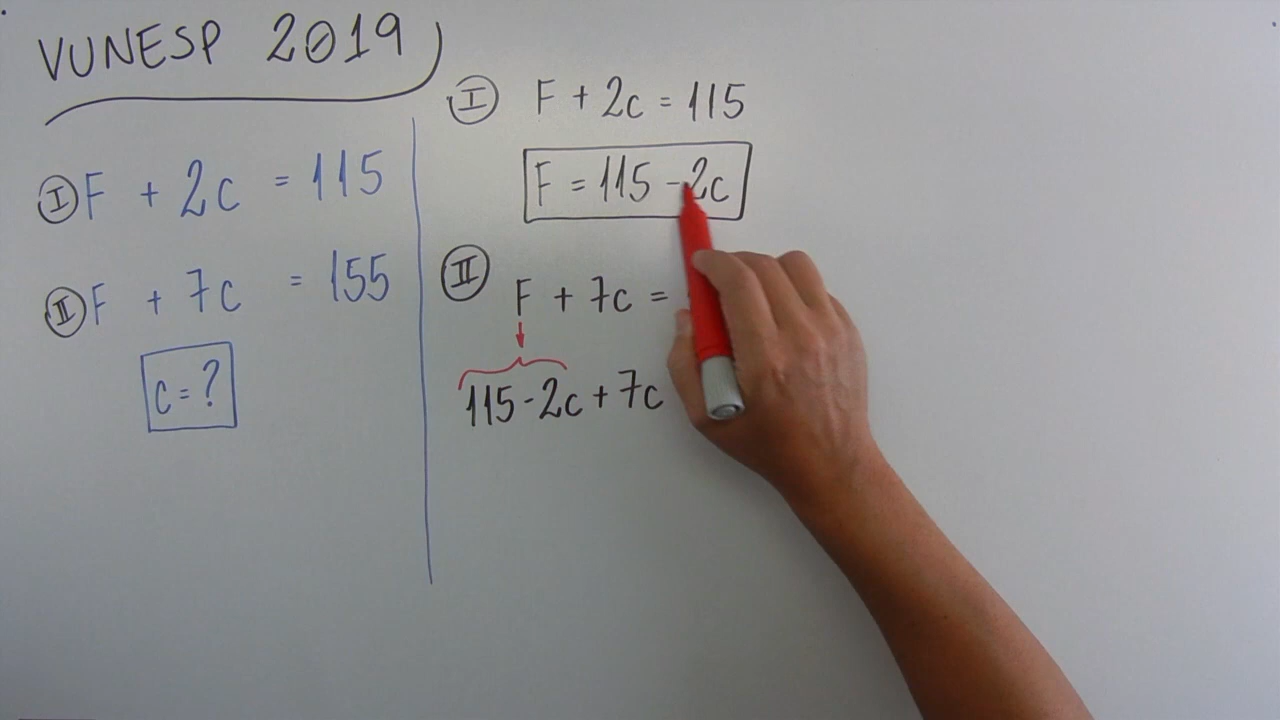 VUNESP 2019
Ⓘ F + 2c = 115
Ⓘ︎Ⅱ F + 7c = 155
c = ?
Ⓘ F + 2c = 115
F = 115 - 2c
Ⅱ F + 7c =
115 - 2c + 7c